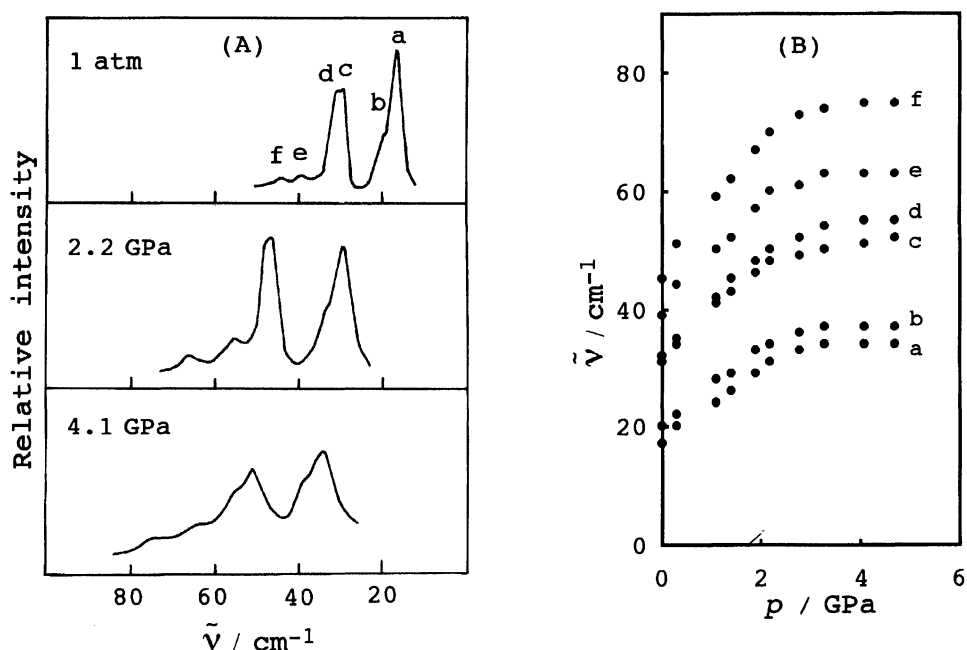 (A)
1 atm
a
b
d c
f e
2.2 GPa
4.1 GPa
Relative intensity
80 60 40 20
ν̃ / cm⁻¹
(B)
80
60
40
20
0
f
e
d
c
b
a
ν̃ / cm⁻¹
0 2 4 6
p / GPa